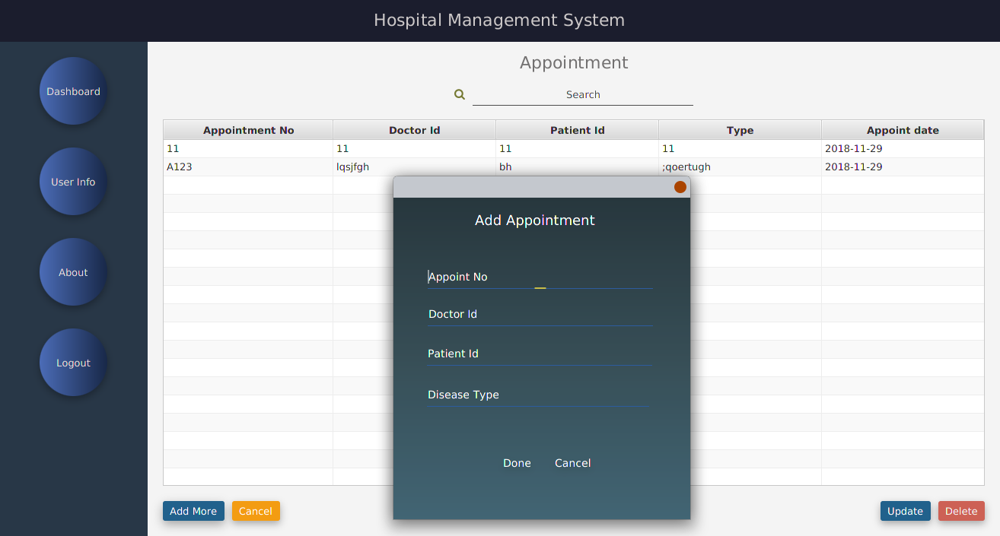 Hospital Management System
Dashboard
User Info
About
Logout
Appointment
Search
Appointment No Doctor Id Patient Id Type Appoint date
11 11 11 11 2018-11-29
A123 lqsjfgh bh ;qoertugh 2018-11-29
Add Appointment
Appoint No
Doctor Id
Patient Id
Disease Type
Done Cancel
Add More Cancel Update Delete